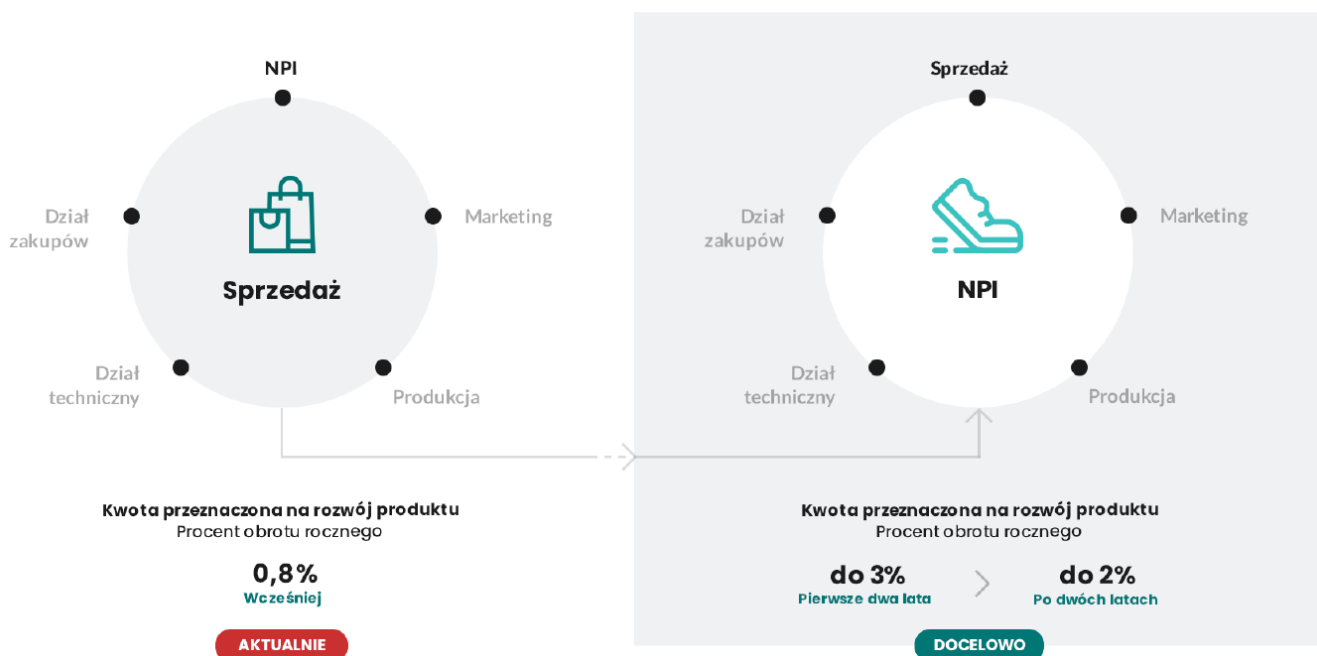 NPI
Dział
zakupów
Marketing
Sprzedaż
Dział
techniczny
Produkcja
Kwota przeznaczona na rozwój produktu
Procent obrotu rocznego
0,8%
Wcześniej
AKTUALNIE
Sprzedaż
Dział
zakupów
Marketing
NPI
Dział
techniczny
Produkcja
Kwota przeznaczona na rozwój produktu
Procent obrotu rocznego
do 3%
Pierwsze dwa lata
do 2%
Po dwóch latach
DOCELOWO